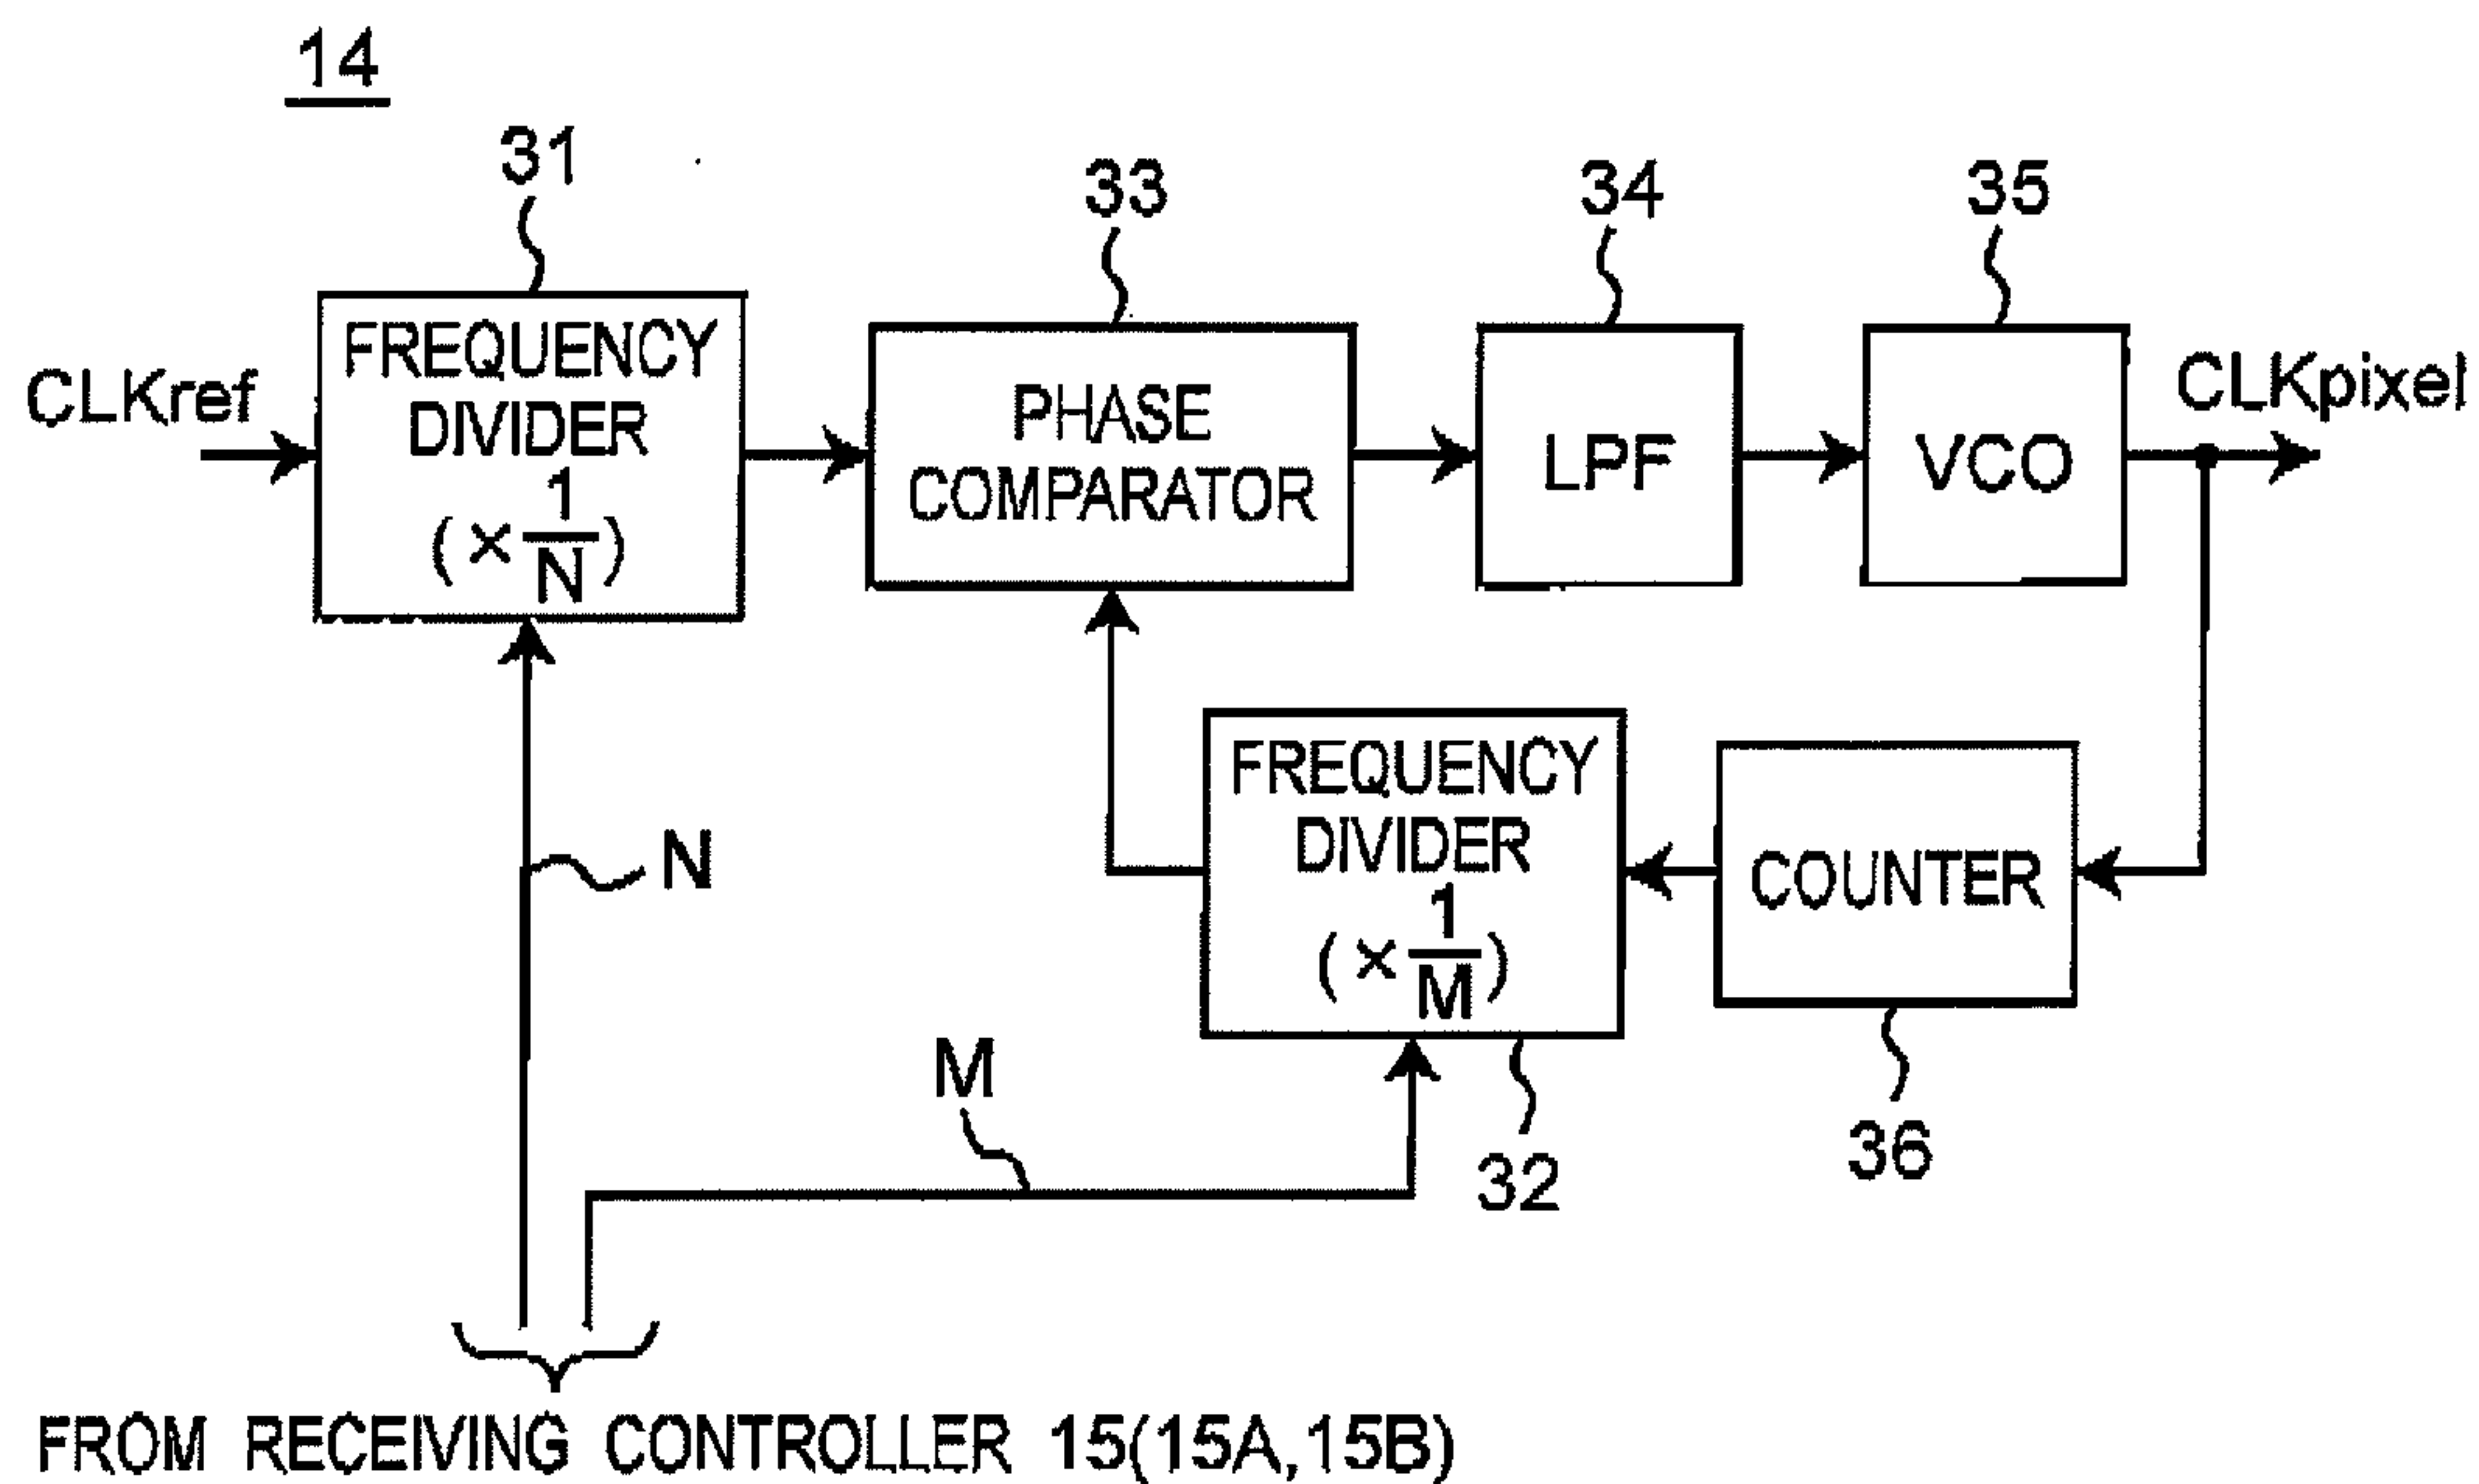 14
31
33
34
35
CLKref
FREQUENCY
DIVIDER
(×1/N)
PHASE
COMPARATOR
LPF
VCO
CLKpixel
N
FREQUENCY
DIVIDER
(×1/M)
COUNTER
M
32
36
FROM RECEIVING CONTROLLER 15(15A,15B)